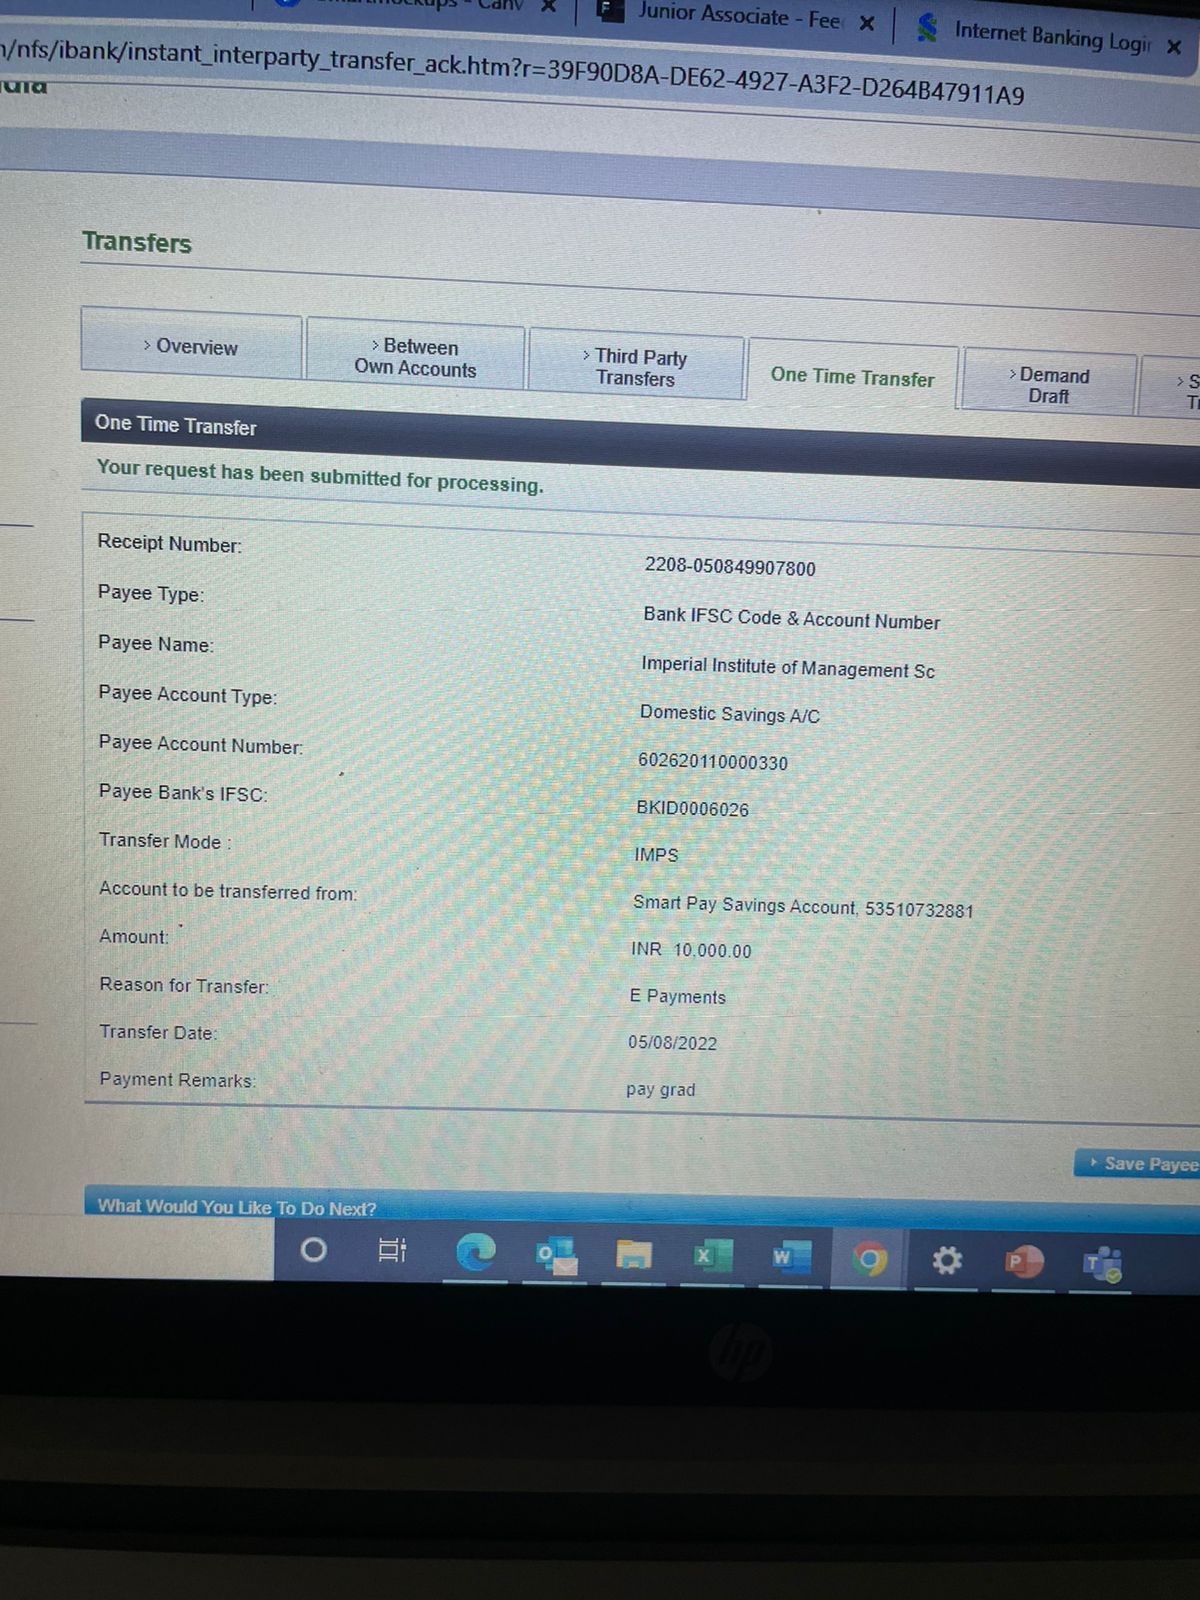 Canv
Junior Associate - Fee
Internet Banking Login
/nfs/ibank/instant_interparty_transfer_ack.htm?r=39F90D8A-DE62-4927-A3F2-D264B47911A9
Transfers
> Overview
> Between Own Accounts
> Third Party Transfers
One Time Transfer
> Demand Draft
One Time Transfer
Your request has been submitted for processing.
Receipt Number: 2208-050849907800
Payee Type: Bank IFSC Code & Account Number
Payee Name: Imperial Institute of Management Sc
Payee Account Type: Domestic Savings A/C
Payee Account Number: 602620110000330
Payee Bank's IFSC: BKID0006026
Transfer Mode : IMPS
Account to be transferred from: Smart Pay Savings Account, 53510732881
Amount: INR 10,000.00
Reason for Transfer: E Payments
Transfer Date: 05/08/2022
Payment Remarks: pay grad
Save Payee
What Would You Like To Do Next?
hp